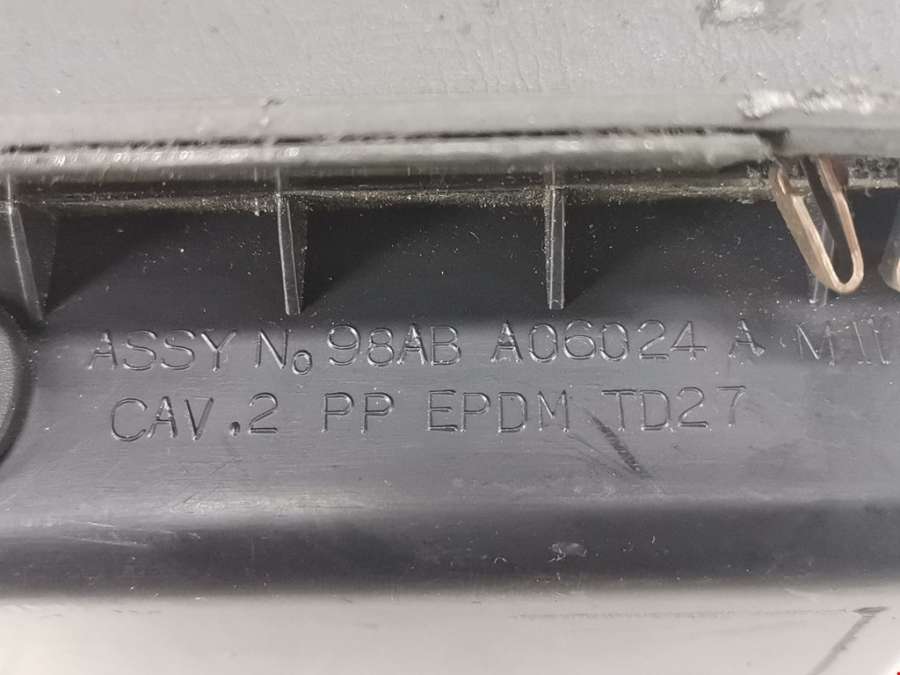 ASSY No 98AB A06024 A
CAV.2 PP EPDM TD27